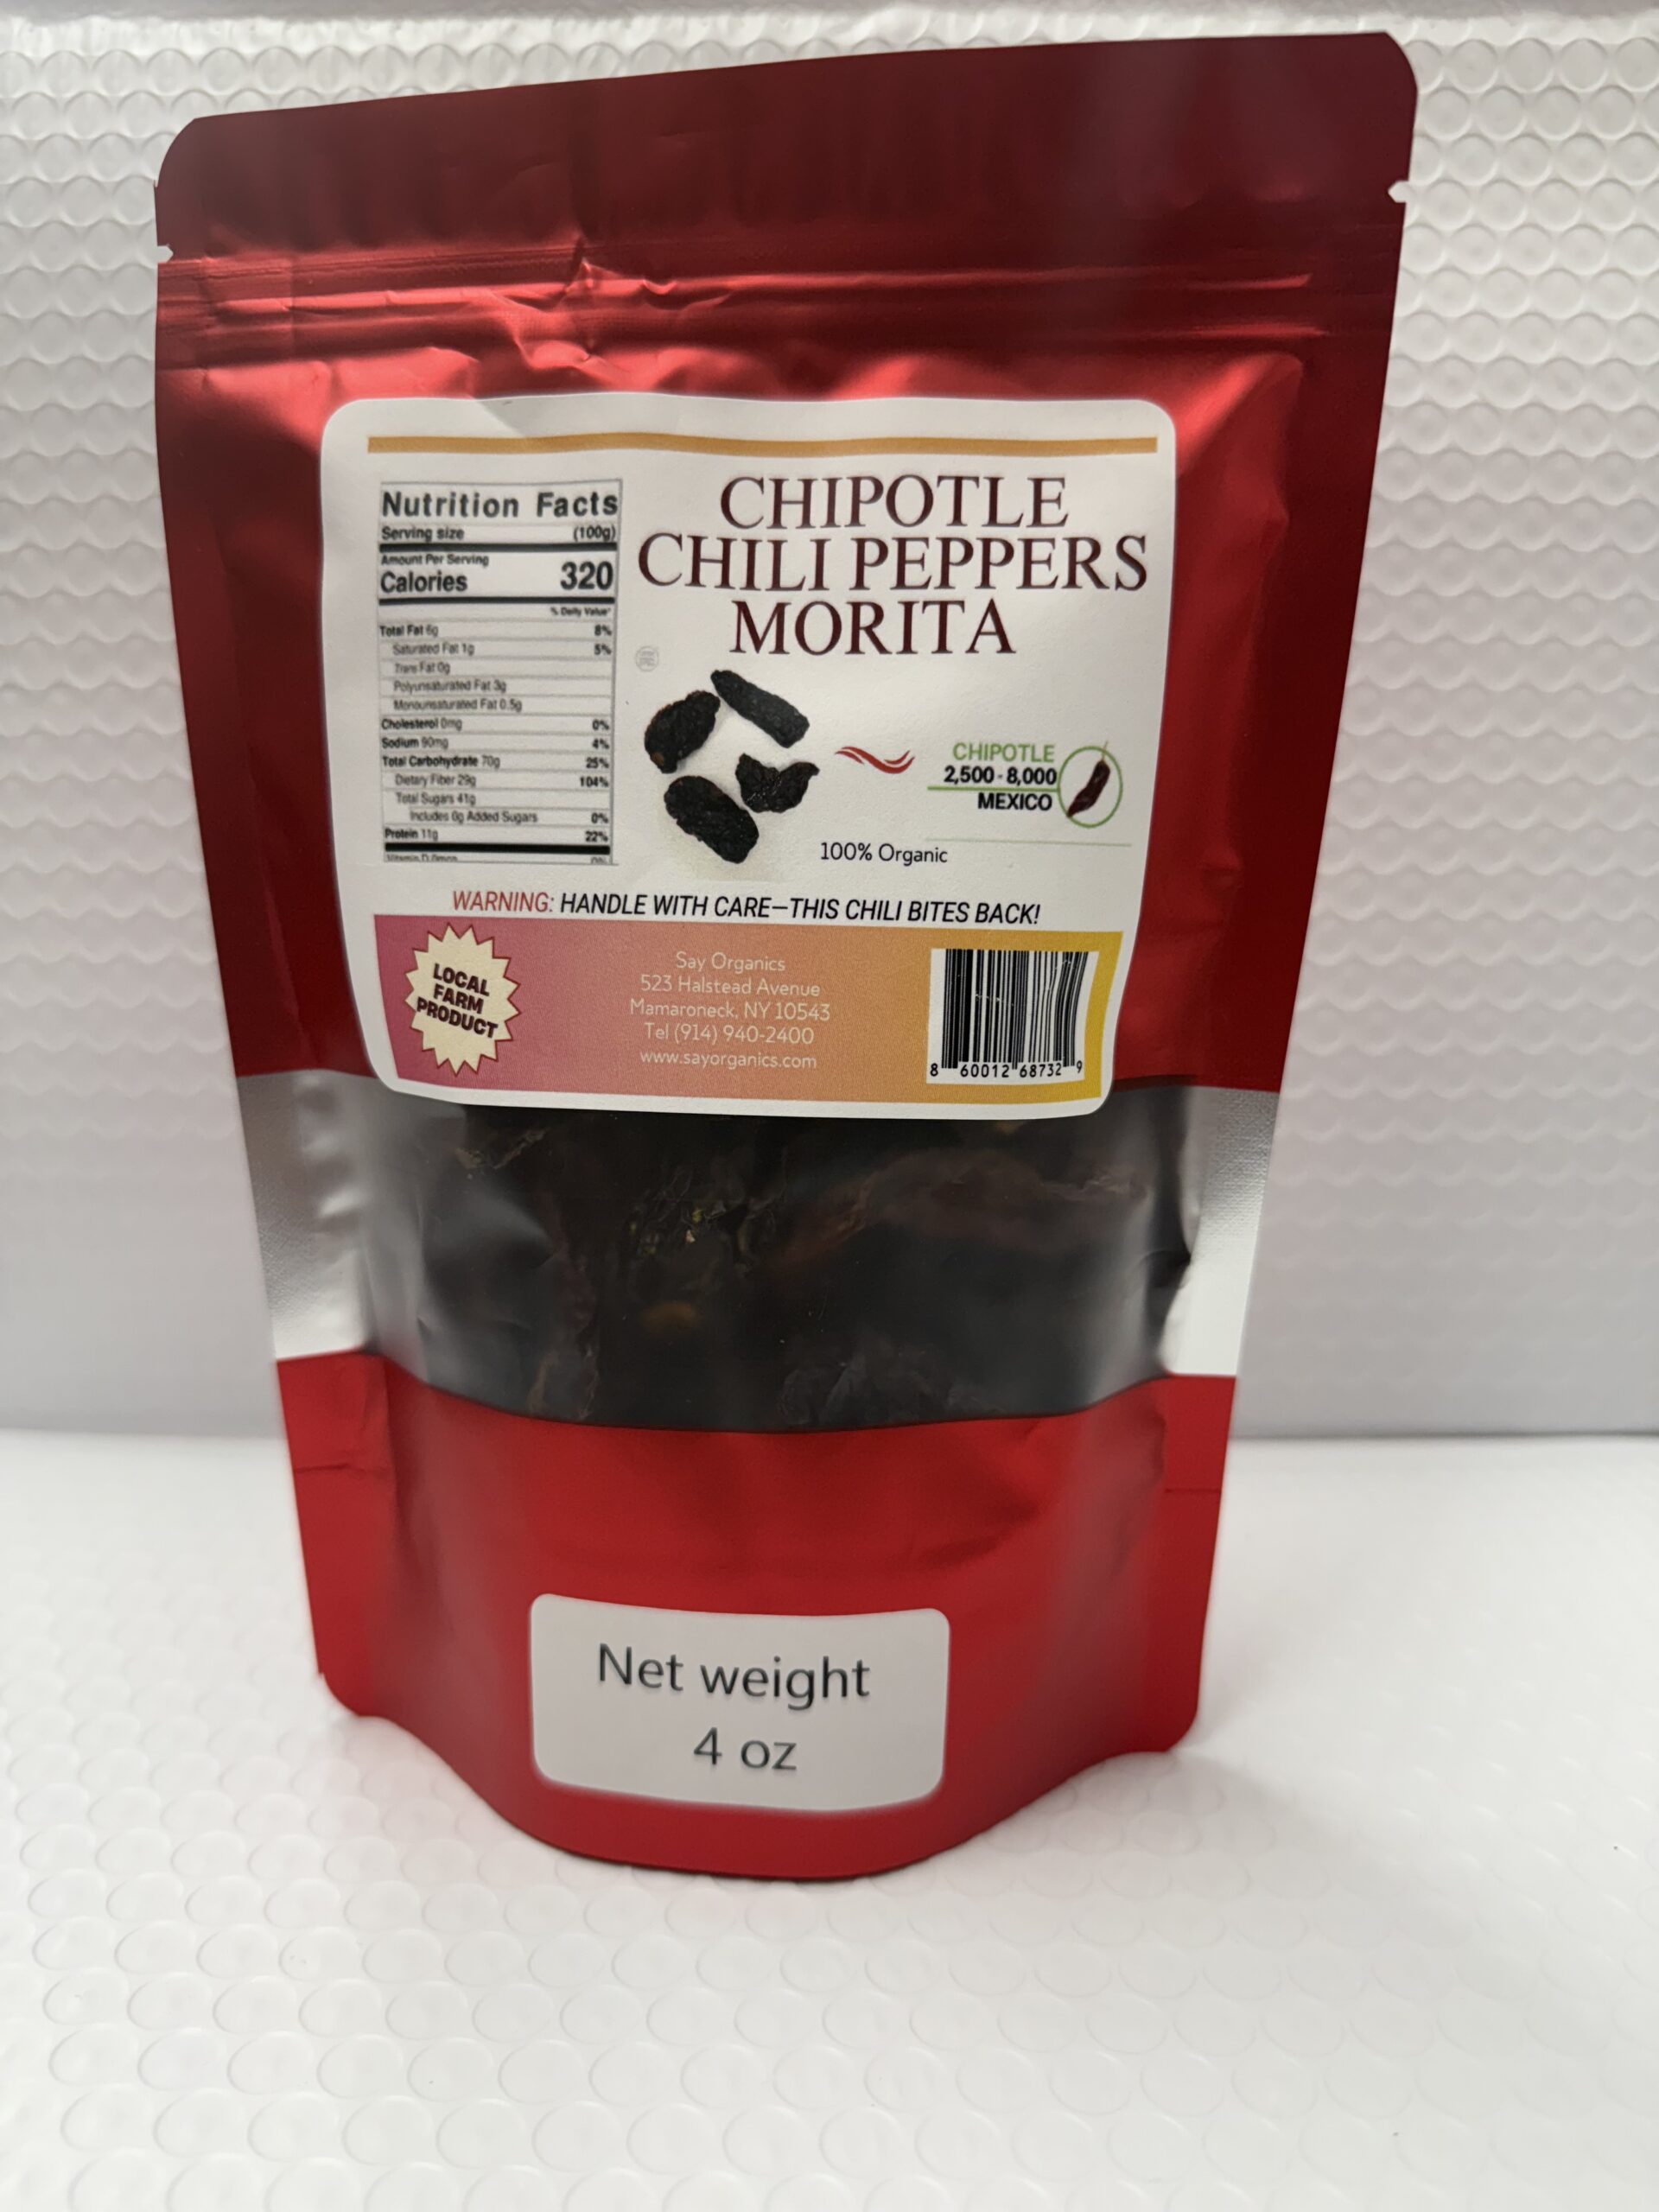 CHIPOTLE
CHILI PEPPERS
MORITA
Nutrition Facts
Serving size (100g)
Amount Per Serving
Calories 320
% Daily Value*
Total Fat 6g 8%
Saturated Fat 1g 5%
Trans Fat 0g
Polyunsaturated Fat 3g
Monounsaturated Fat 0.5g
Cholesterol 0mg 0%
Sodium 90mg 4%
Total Carbohydrate 70g 25%
Dietary Fiber 29g 104%
Total Sugars 41g
Includes 0g Added Sugars 0%
Protein 11g 22%
Vitamin D 0mcg 0%
CHIPOTLE
2,500-8,000
MEXICO
100% Organic
WARNING: HANDLE WITH CARE—THIS CHILI BITES BACK!
LOCAL
FARM
PRODUCT
Say Organics
523 Halstead Avenue
Mamaroneck, NY 10543
Tel (914) 940-2400
www.sayorganics.com
8 60012 68732 9
Net weight
4 oz